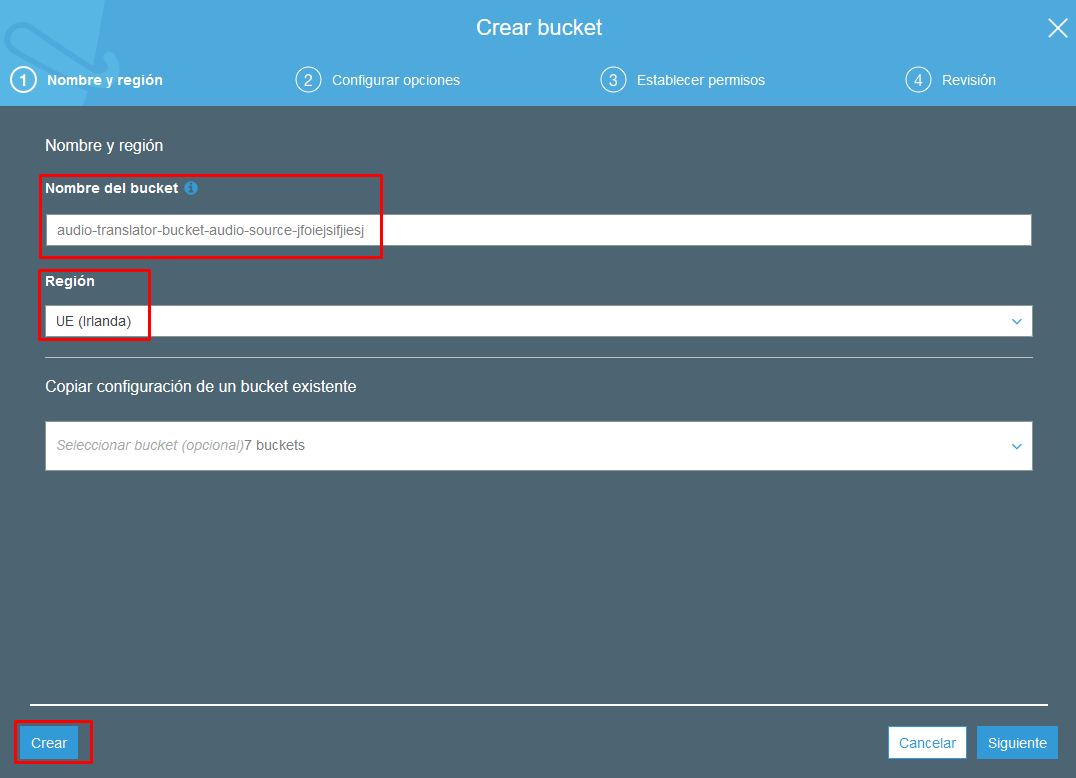 Crear bucket
1 Nombre y región
2 Configurar opciones
3 Establecer permisos
4 Revisión
Nombre y región
Nombre del bucket
audio-translator-bucket-audio-source-jfoiejsifjiesj
Región
UE (Irlanda)
Copiar configuración de un bucket existente
Seleccionar bucket (opcional)7 buckets
Crear
Cancelar
Siguiente